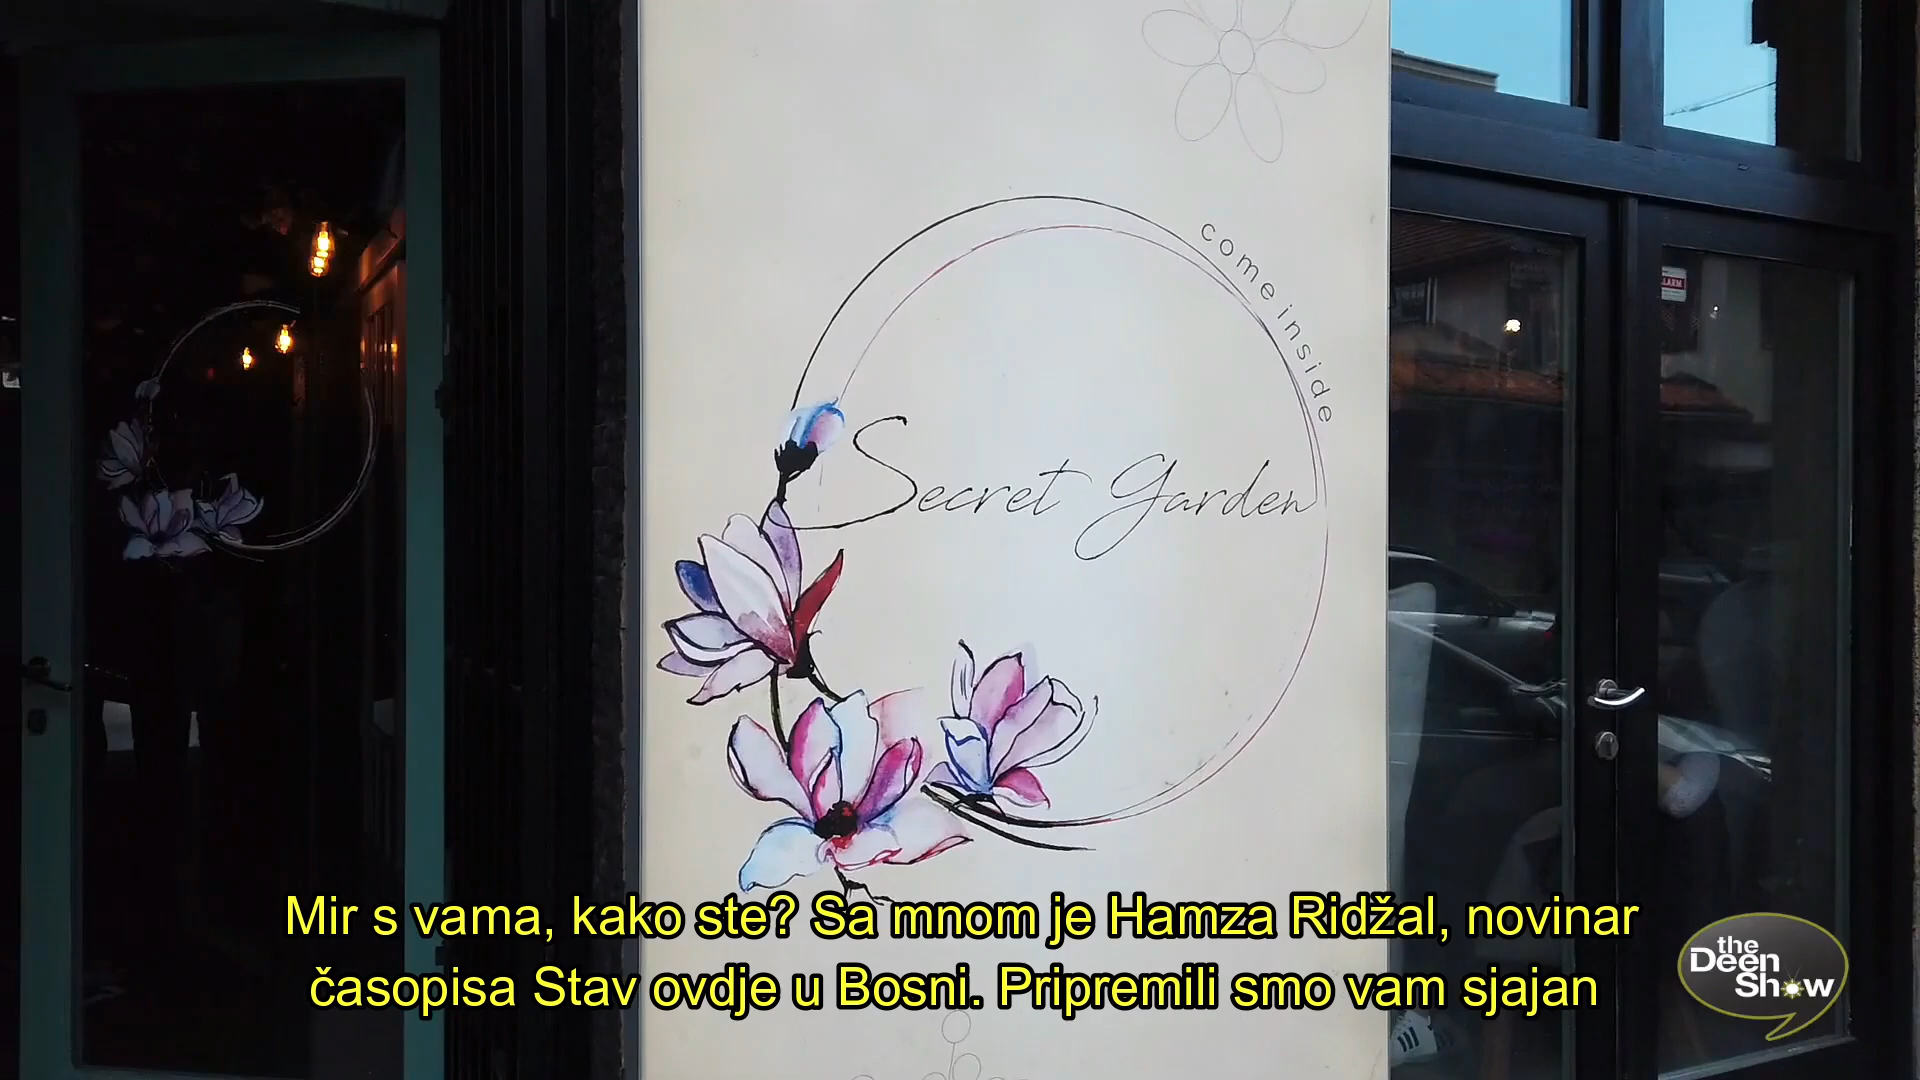 come inside
Secret Garden
ALARM
Mir s vama, kako ste? Sa mnom je Hamza Ridžal, novinar
časopisa Stav ovdje u Bosni. Pripremili smo vam sjajan
the
Deen
Show